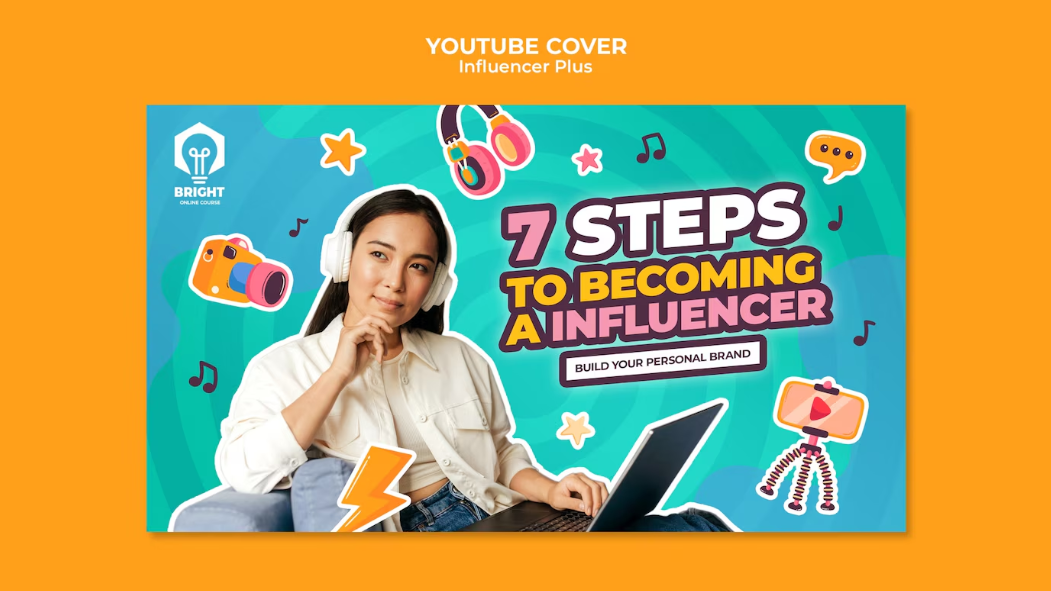 YOUTUBE COVER
Influencer Plus
BRIGHT
ONLINE COURSE
7 STEPS
TO BECOMING
A INFLUENCER
BUILD YOUR PERSONAL BRAND